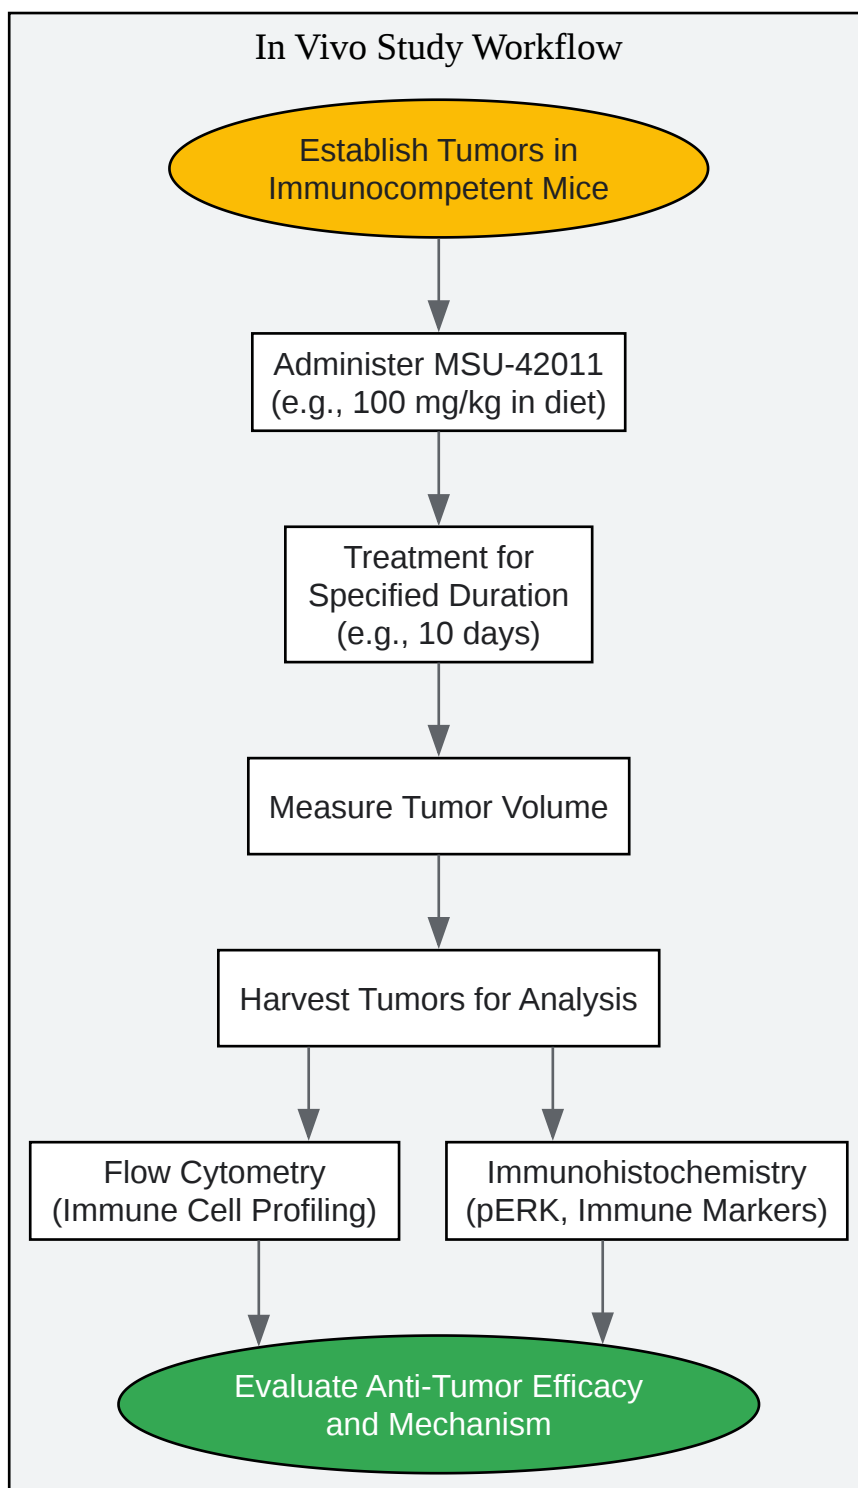 In Vivo Study Workflow
Establish Tumors in
Immunocompetent Mice
Administer MSU-42011
(e.g., 100 mg/kg in diet)
Treatment for
Specified Duration
(e.g., 10 days)
Measure Tumor Volume
Harvest Tumors for Analysis
Flow Cytometry
(Immune Cell Profiling)
Immunohistochemistry
(pERK, Immune Markers)
Evaluate Anti-Tumor Efficacy
and Mechanism